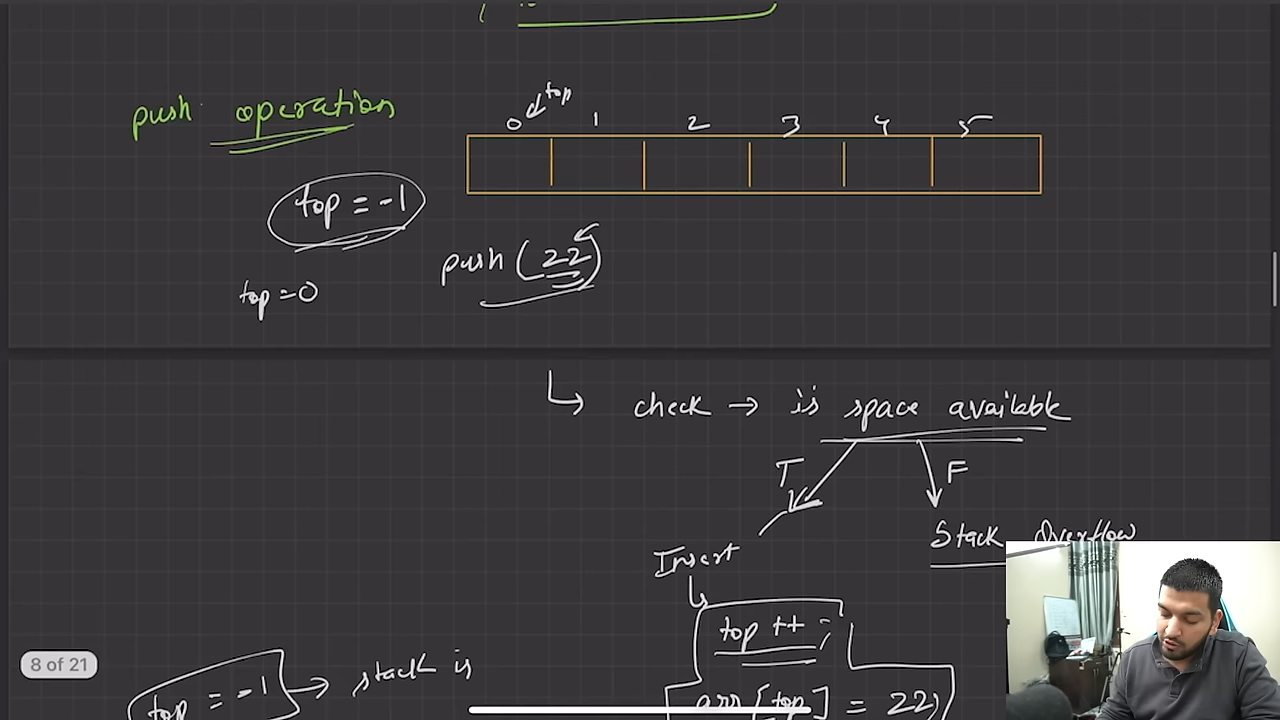 push operation
top
0 1 2 3 4 5
top = -1
push (22)
top = 0
check → is space available
T F
Stack Overflow
Insert
top ++ ;
top = -1 → stack is
arr [top] = 22;
8 of 21